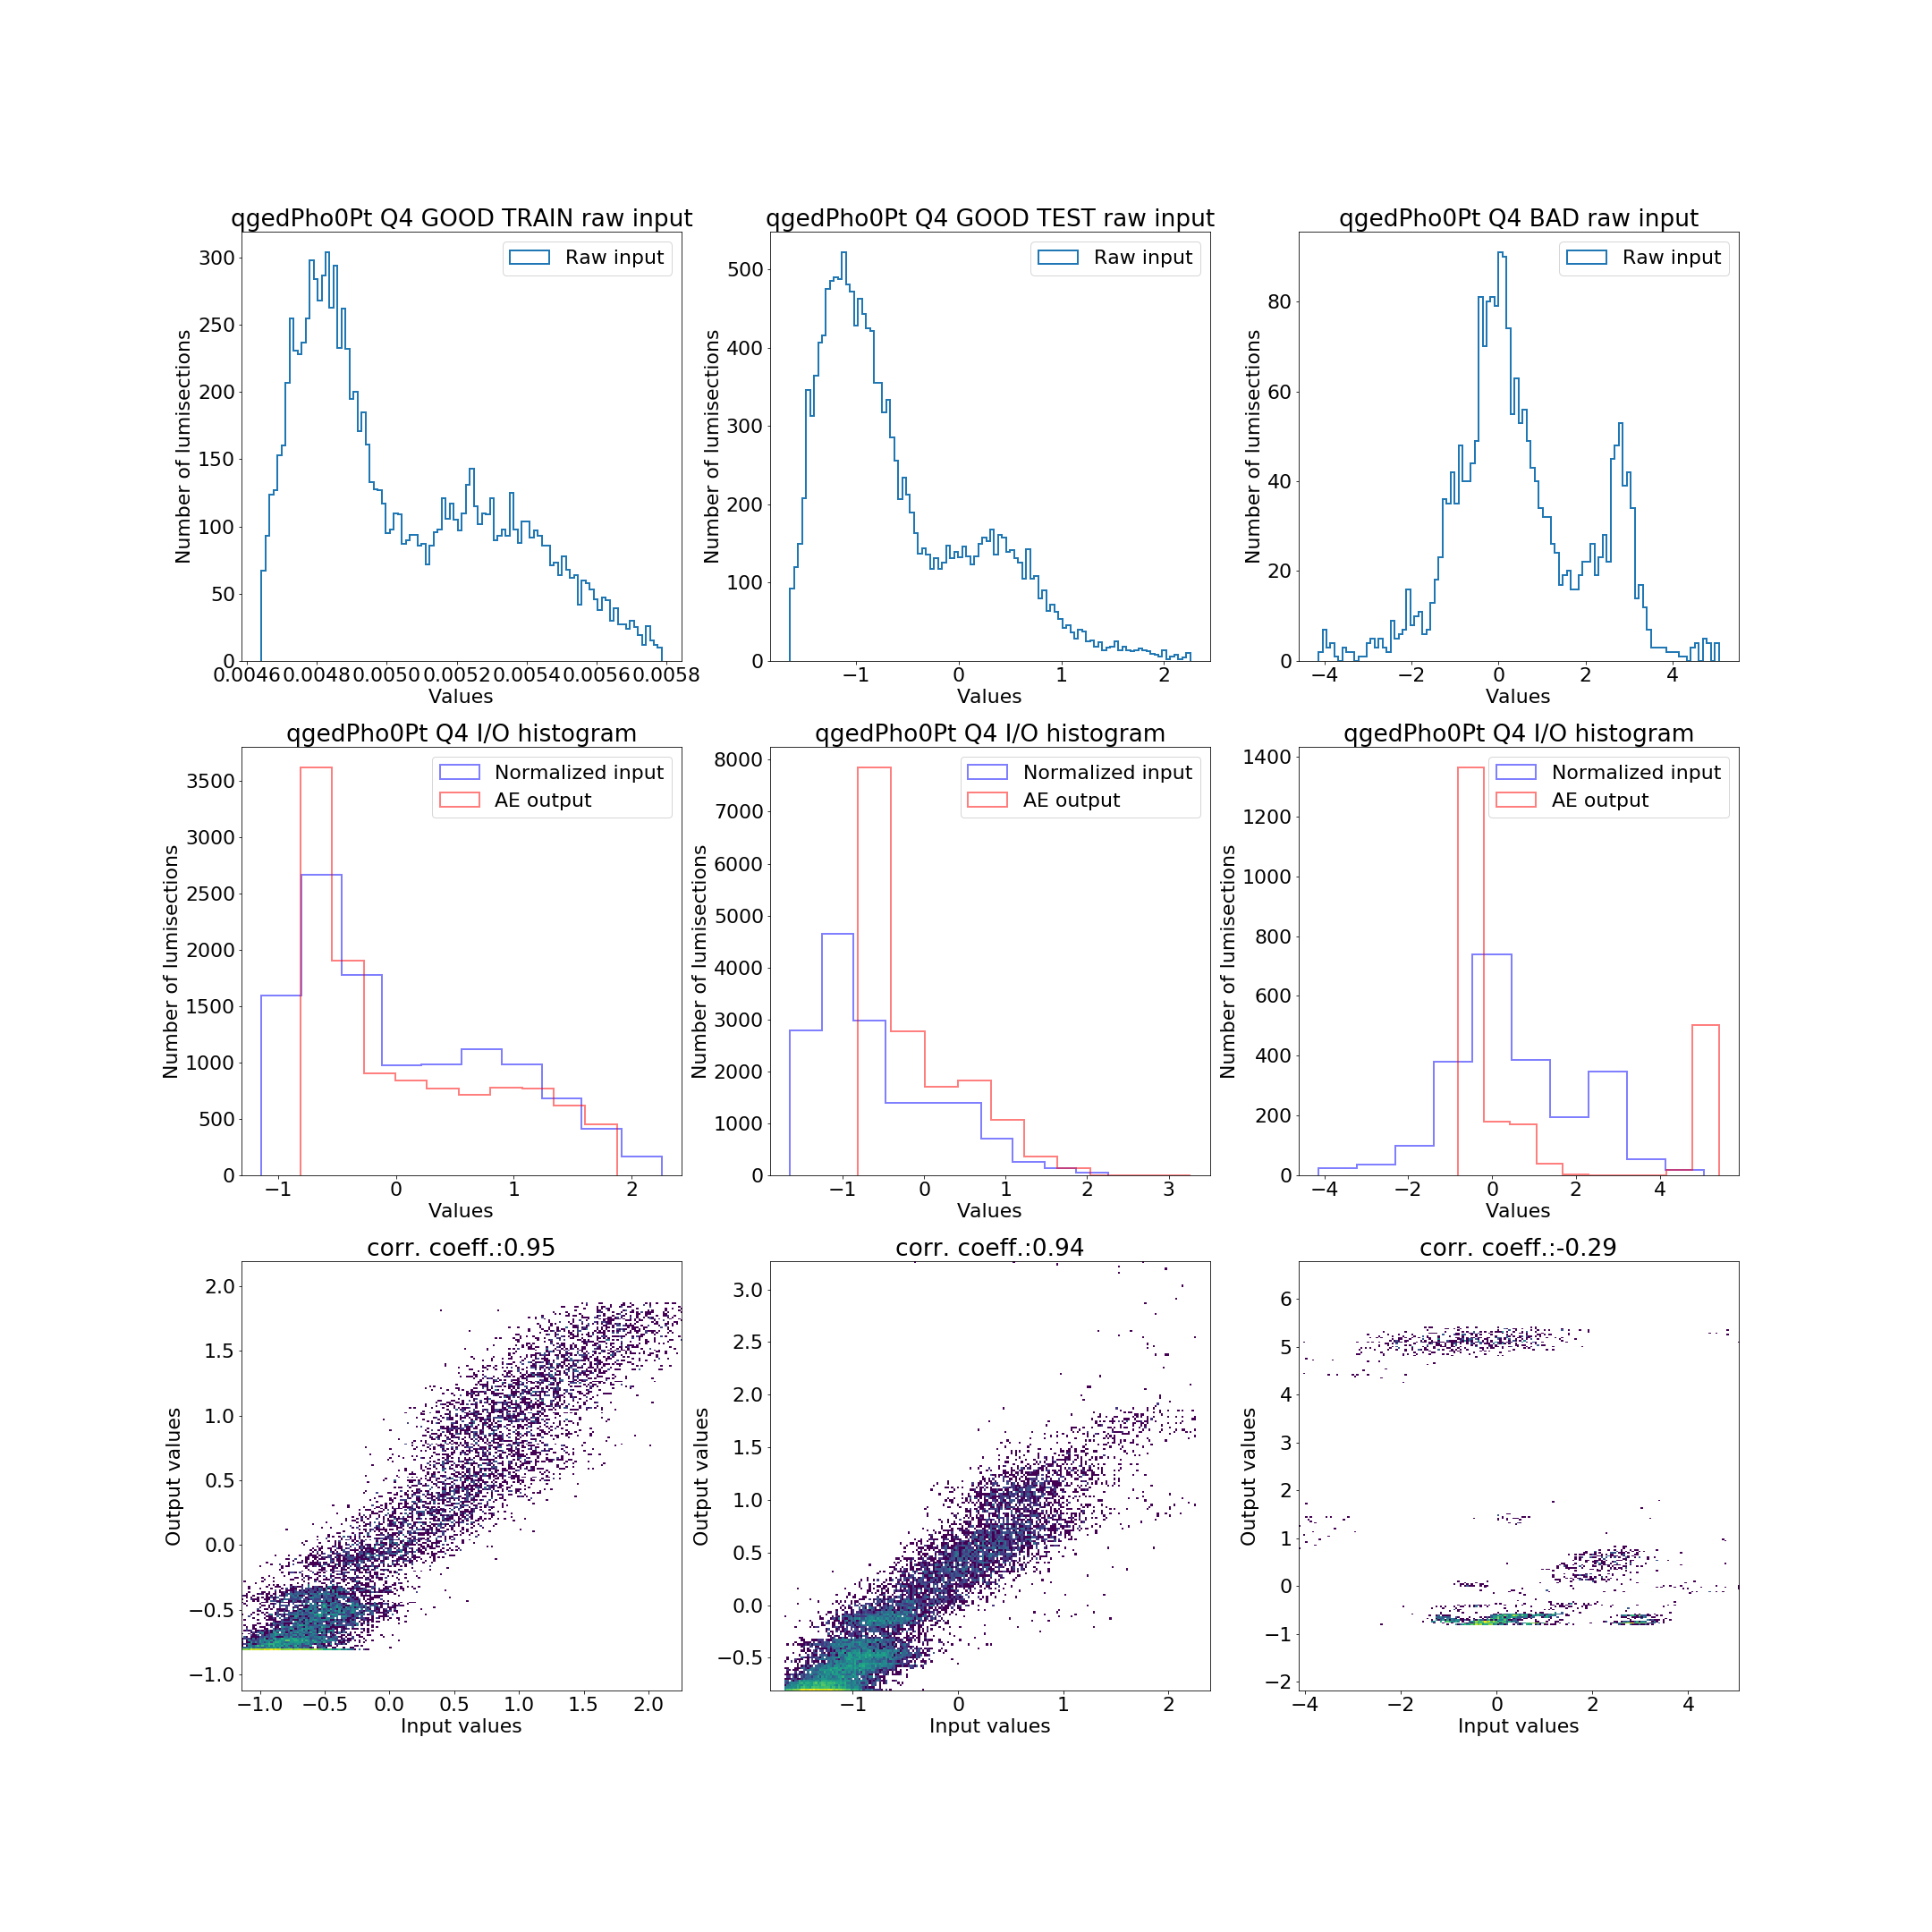 qgedPho0Pt Q4 GOOD TRAIN raw input
Raw input
300
250
200
150
100
50
0
Number of lumisections
0.0046 0.0048 0.0050 0.0052 0.0054 0.0056 0.0058
Values
qgedPho0Pt Q4 GOOD TEST raw input
Raw input
500
400
300
200
100
0
Number of lumisections
−1 0 1 2
Values
qgedPho0Pt Q4 BAD raw input
Raw input
80
60
40
20
0
Number of lumisections
−4 −2 0 2 4
Values
qgedPho0Pt Q4 I/O histogram
Normalized input
AE output
3500
3000
2500
2000
1500
1000
500
0
Number of lumisections
−1 0 1 2
Values
qgedPho0Pt Q4 I/O histogram
Normalized input
AE output
8000
7000
6000
5000
4000
3000
2000
1000
0
Number of lumisections
−1 0 1 2 3
Values
qgedPho0Pt Q4 I/O histogram
Normalized input
AE output
1400
1200
1000
800
600
400
200
0
Number of lumisections
−4 −2 0 2 4
Values
corr. coeff.:0.95
2.0
1.5
1.0
0.5
0.0
−0.5
−1.0
Output values
−1.0 −0.5 0.0 0.5 1.0 1.5 2.0
Input values
corr. coeff.:0.94
3.0
2.5
2.0
1.5
1.0
0.5
0.0
−0.5
Output values
−1 0 1 2
Input values
corr. coeff.:-0.29
6
5
4
3
2
1
0
−1
−2
Output values
−4 −2 0 2 4
Input values